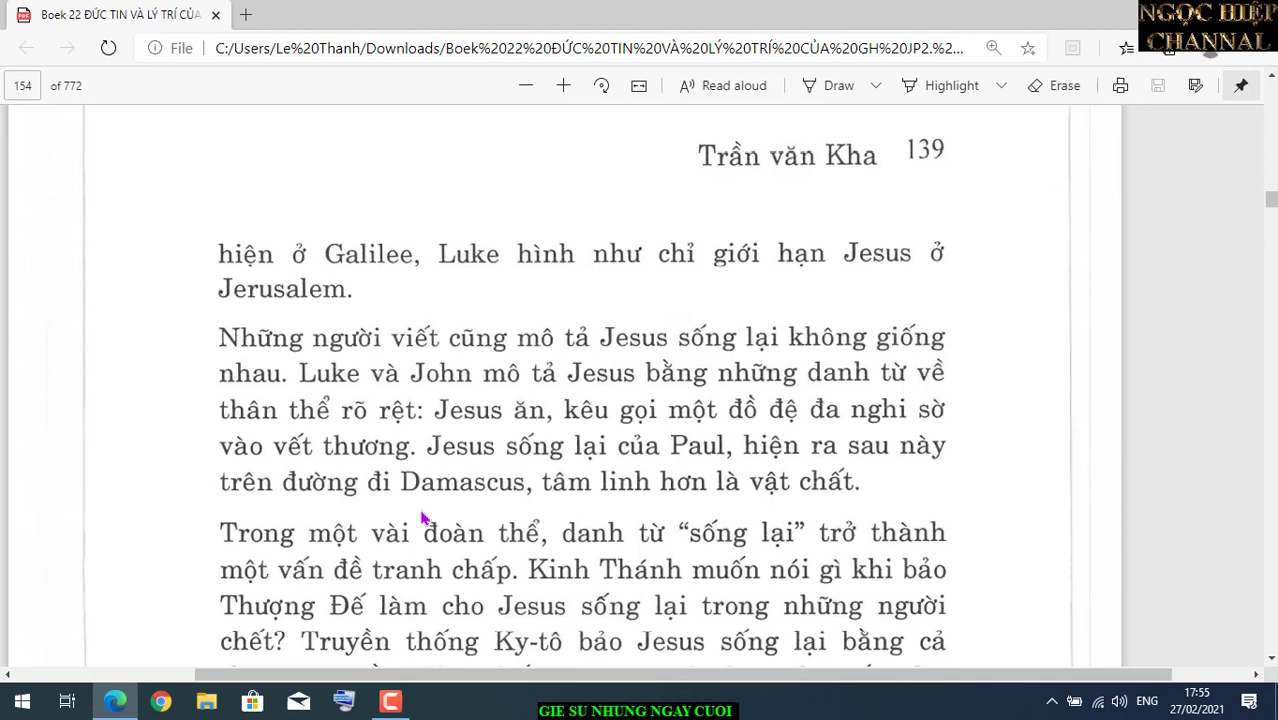 Boek 22 ĐỨC TIN VÀ LÝ TRÍ CỦA
NGỌC HIỆP
CHANNAL
File C:/Users/Le%20Thanh/Downloads/Boek%2022%20ĐỨC%20TIN%20VÀ%20LÝ%20TRÍ%20CỦA%20GH%20JP2.%...
154 of 772 Read aloud Draw Highlight Erase
Trần văn Kha 139
hiện ở Galilee, Luke hình như chỉ giới hạn Jesus ở
Jerusalem.
Những người viết cũng mô tả Jesus sống lại không giống
nhau. Luke và John mô tả Jesus bằng những danh từ về
thân thể rõ rệt: Jesus ăn, kêu gọi một đồ đệ đa nghi sờ
vào vết thương. Jesus sống lại của Paul, hiện ra sau này
trên đường đi Damascus, tâm linh hơn là vật chất.
Trong một vài đoàn thể, danh từ “sống lại” trở thành
một vấn đề tranh chấp. Kinh Thánh muốn nói gì khi bảo
Thượng Đế làm cho Jesus sống lại trong những người
chết? Truyền thống Ky-tô bảo Jesus sống lại bằng cả
ENG
17:55
27/02/2021
GIE SU NHUNG NGAY CUOI